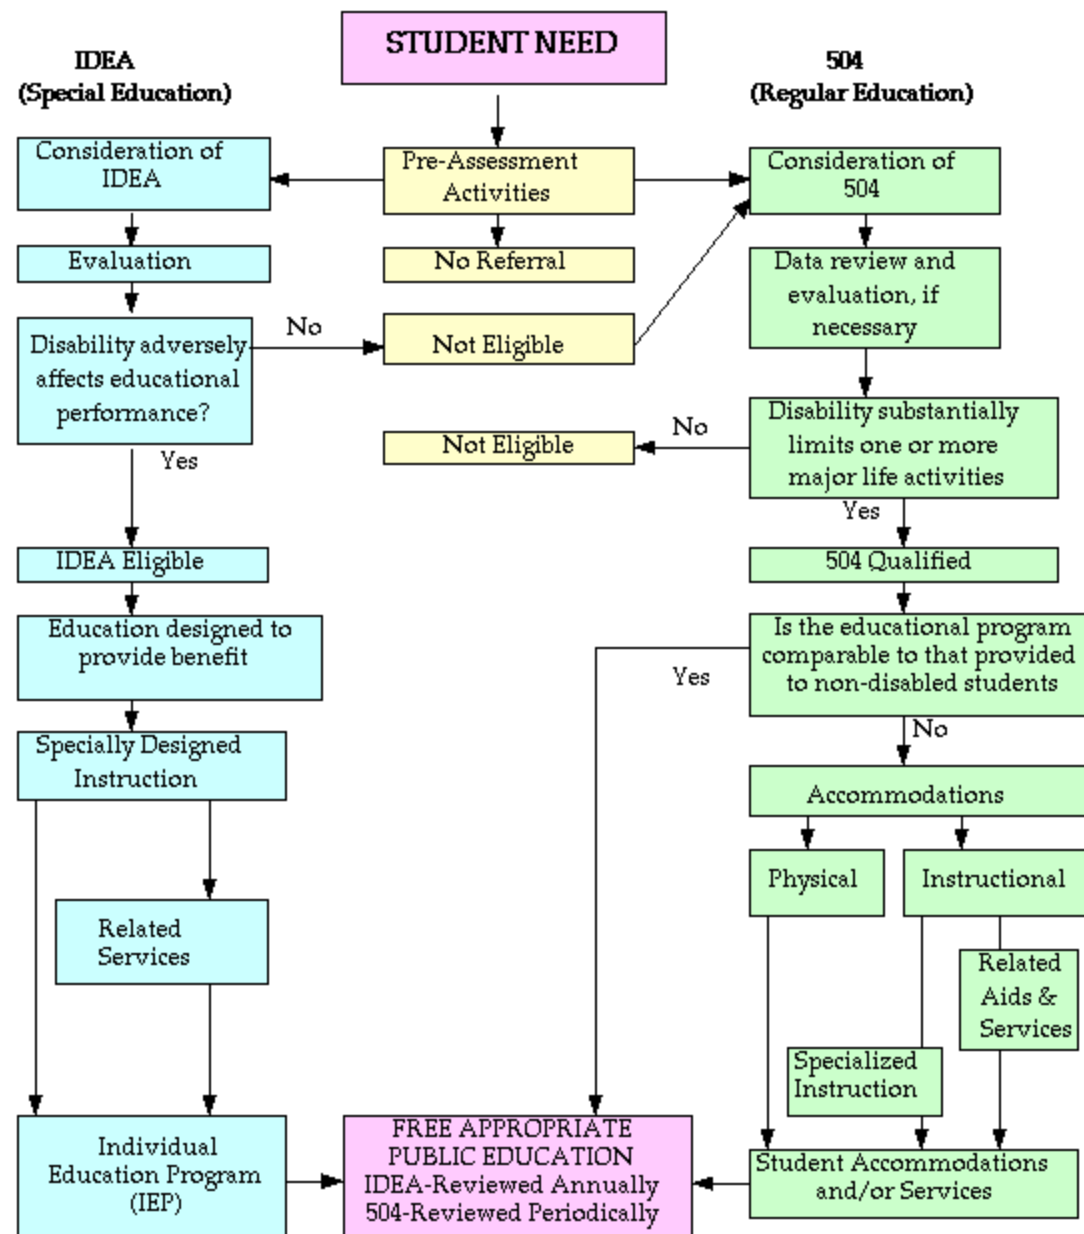 STUDENT NEED
IDEA
(Special Education)
504
(Regular Education)
Consideration of
IDEA
Pre-Assessment
Activities
Consideration of
504
Evaluation
No Referral
Data review and
evaluation, if
necessary
Disability adversely
affects educational
performance?
No
Not Eligible
Yes
Not Eligible
No
Disability substantially
limits one or more
major life activities
Yes
IDEA Eligible
504 Qualified
Education designed to
provide benefit
Is the educational program
comparable to that provided
to non-disabled students
Yes
No
Specially Designed
Instruction
Accommodations
Physical
Instructional
Related
Services
Related
Aids &
Services
Specialized
Instruction
Individual
Education Program
(IEP)
FREE APPROPRIATE
PUBLIC EDUCATION
IDEA-Reviewed Annually
504-Reviewed Periodically
Student Accommodations
and/or Services